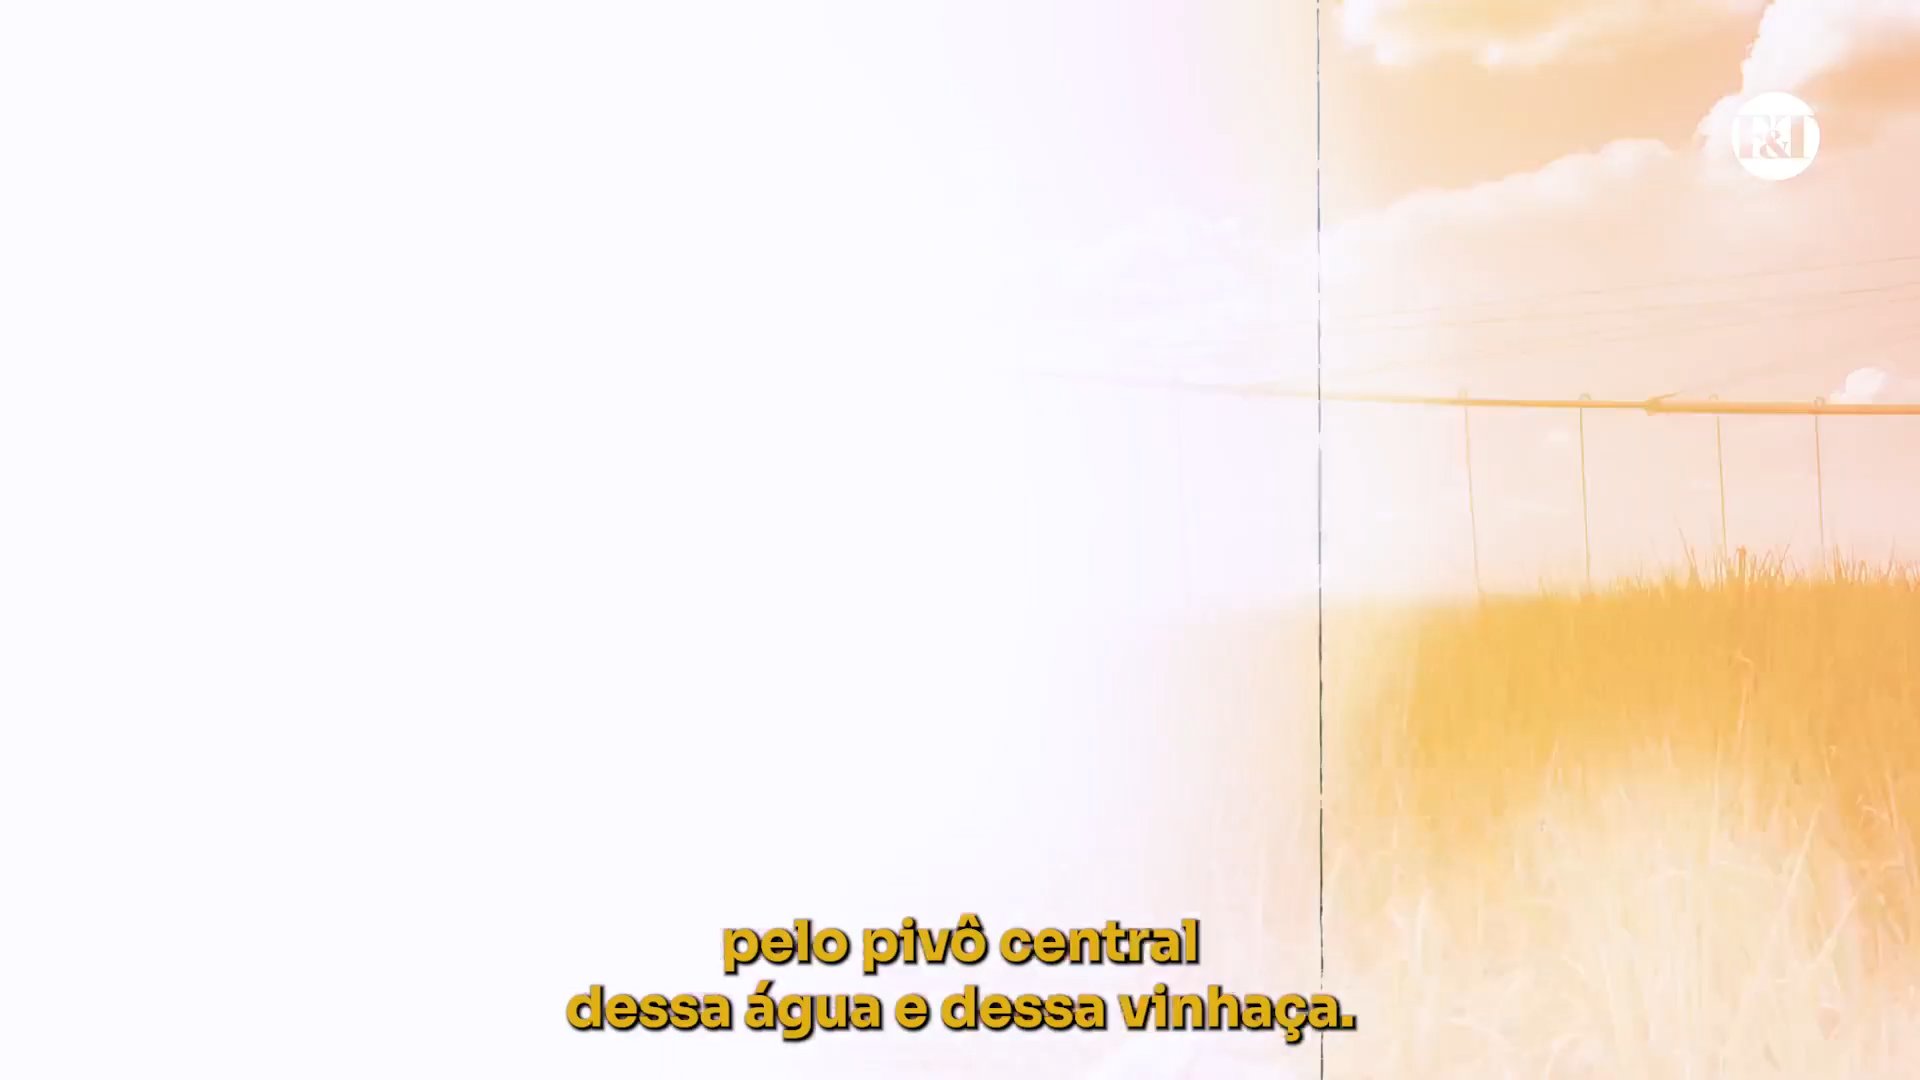 pelo pivô central
dessa água e dessa vinhaça.